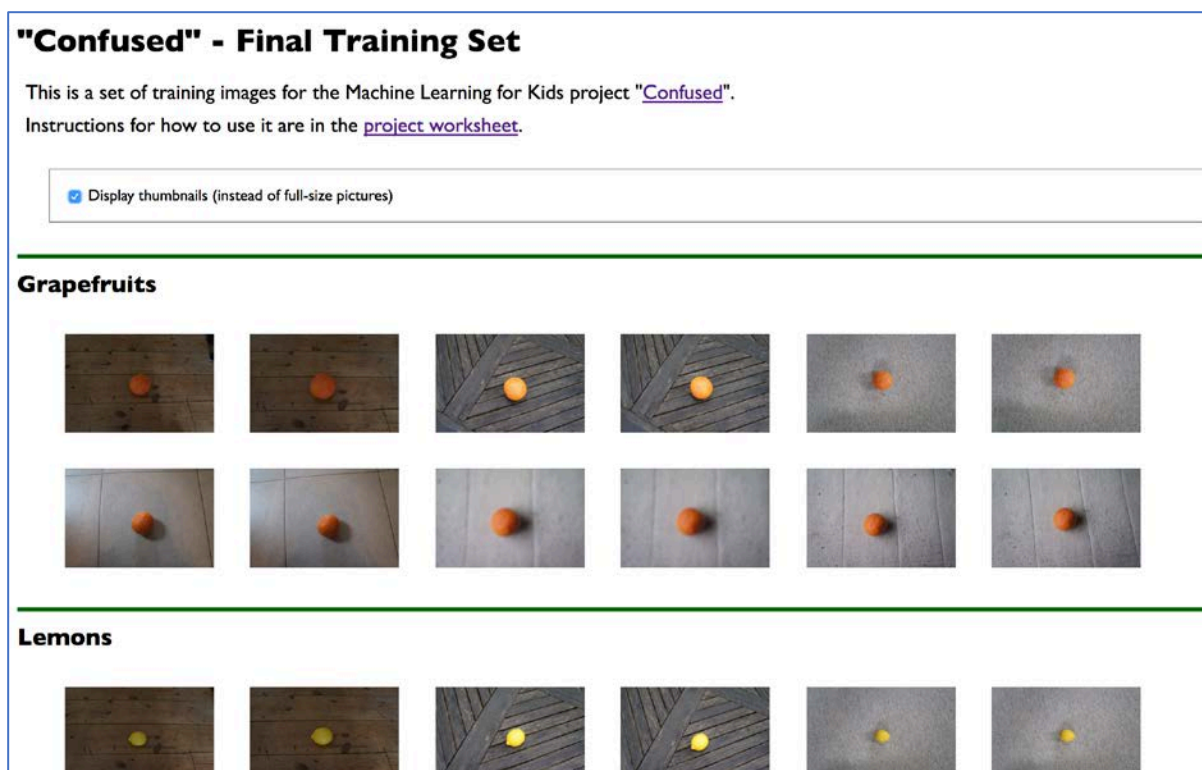 "Confused" - Final Training Set
This is a set of training images for the Machine Learning for Kids project "Confused".
Instructions for how to use it are in the project worksheet.
Display thumbnails (instead of full-size pictures)
Grapefruits
Lemons